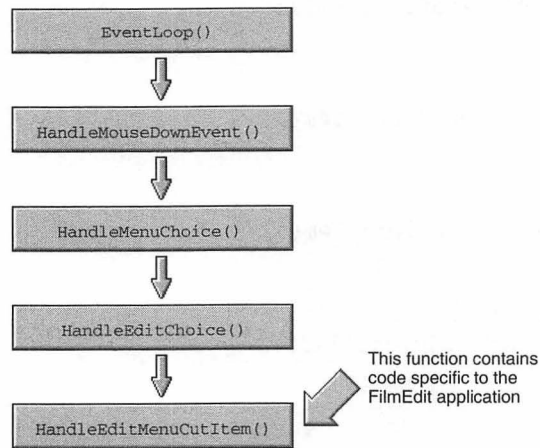 EventLoop()
HandleMouseDownEvent()
HandleMenuChoice()
HandleEditChoice()
This function contains
code specific to the
FilmEdit application
HandleEditMenuCutItem()